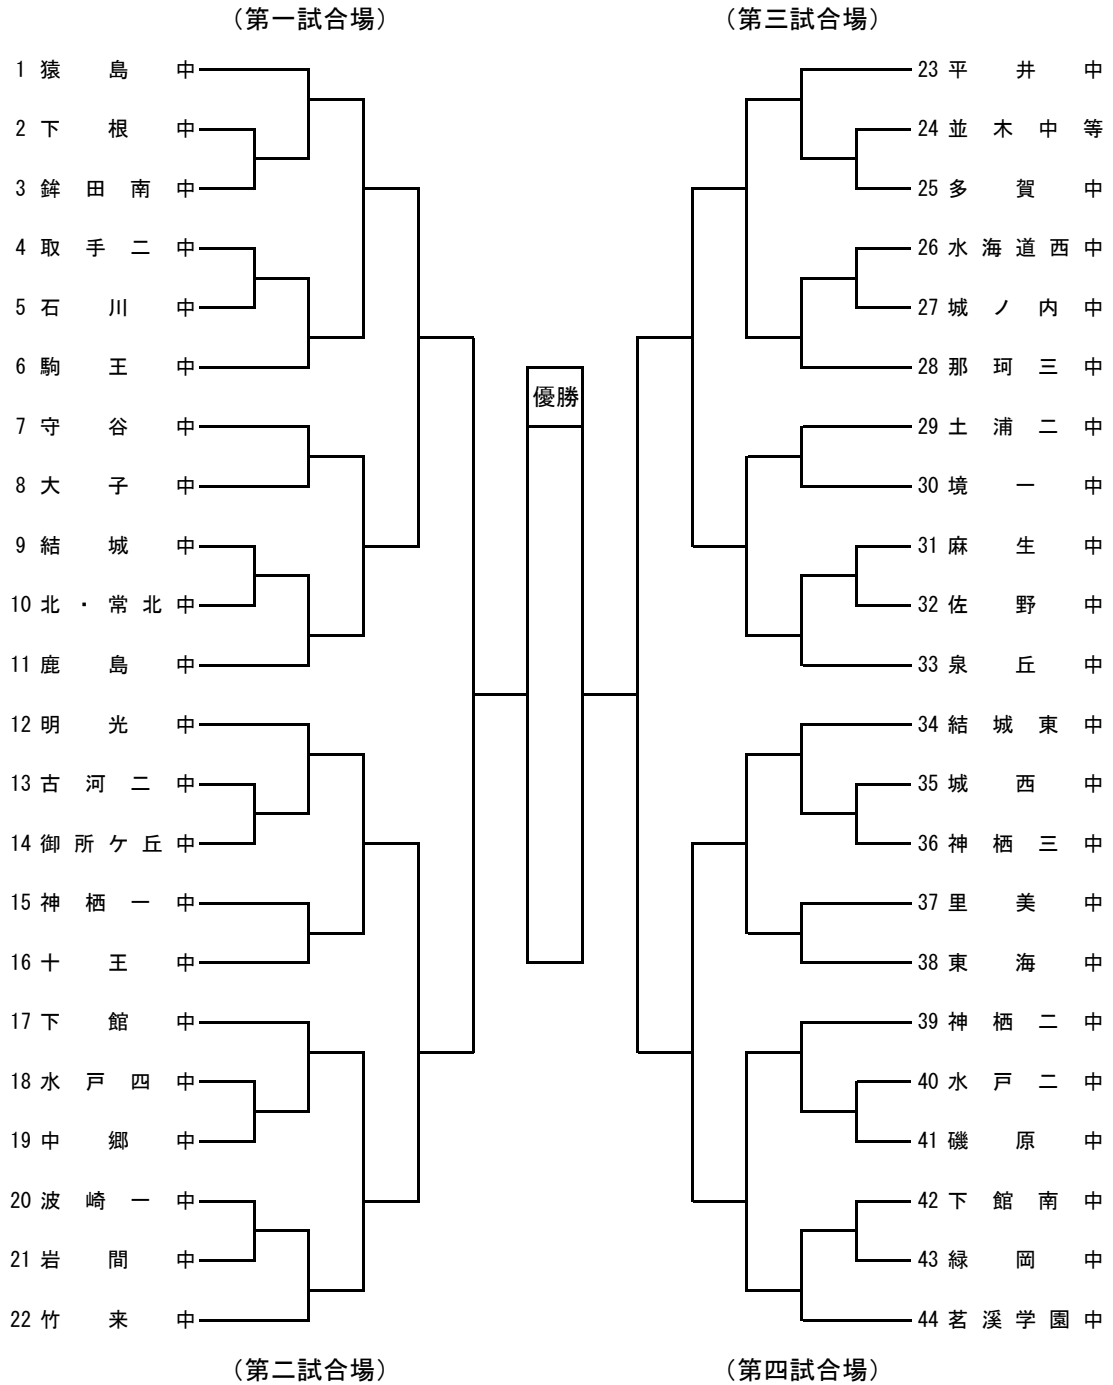 （第一試合場）
1 猿島中
2 下根中
3 鉾田南中
4 取手二中
5 石川中
6 駒王中
7 守谷中
8 大子中
9 結城中
10 北・常北中
11 鹿島中
12 明光中
13 古河二中
14 御所ケ丘中
15 神栖一中
16 十王中
17 下館中
18 水戸四中
19 中郷中
20 波崎一中
21 岩間中
22 竹来中
（第二試合場）
優勝
（第三試合場）
23 平井中
24 並木中等
25 多賀中
26 水海道西中
27 城ノ内中
28 那珂三中
29 土浦二中
30 境一中
31 麻生中
32 佐野中
33 泉丘中
34 結城東中
35 城西中
36 神栖三中
37 里美中
38 東海中
39 神栖二中
40 水戸二中
41 磯原中
42 下館南中
43 緑岡中
44 茗溪学園中
（第四試合場）